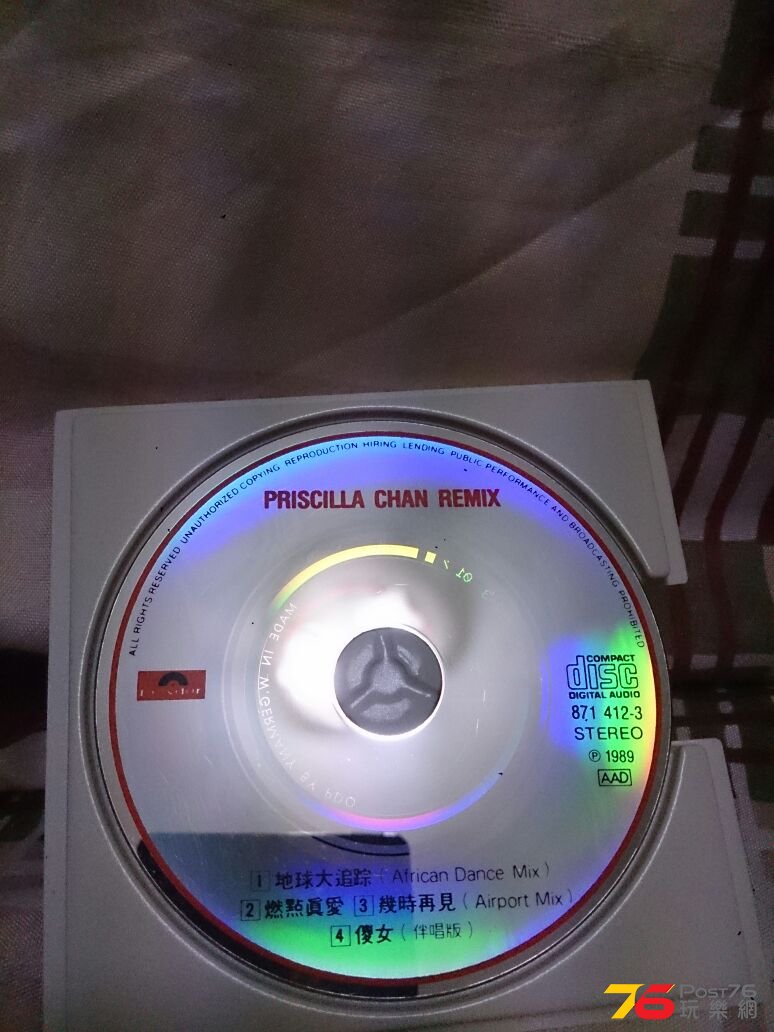 ALL RIGHTS RESERVED UNAUTHORIZED COPYING REPRODUCTION HIRING LENDING PUBLIC PERFORMANCE AND BROADCASTING PROHIBITED
PRISCILLA CHAN REMIX
MADE IN W.GERMANY BY PDO
COMPACT
disc
DIGITAL AUDIO
871 412-3
STEREO
℗ 1989
AAD
1 地球大追踪 ( African Dance Mix )
2 燃點眞愛 3 幾時再見 ( Airport Mix )
4 傻女 ( 伴唱版 )
76 POST76
玩樂網